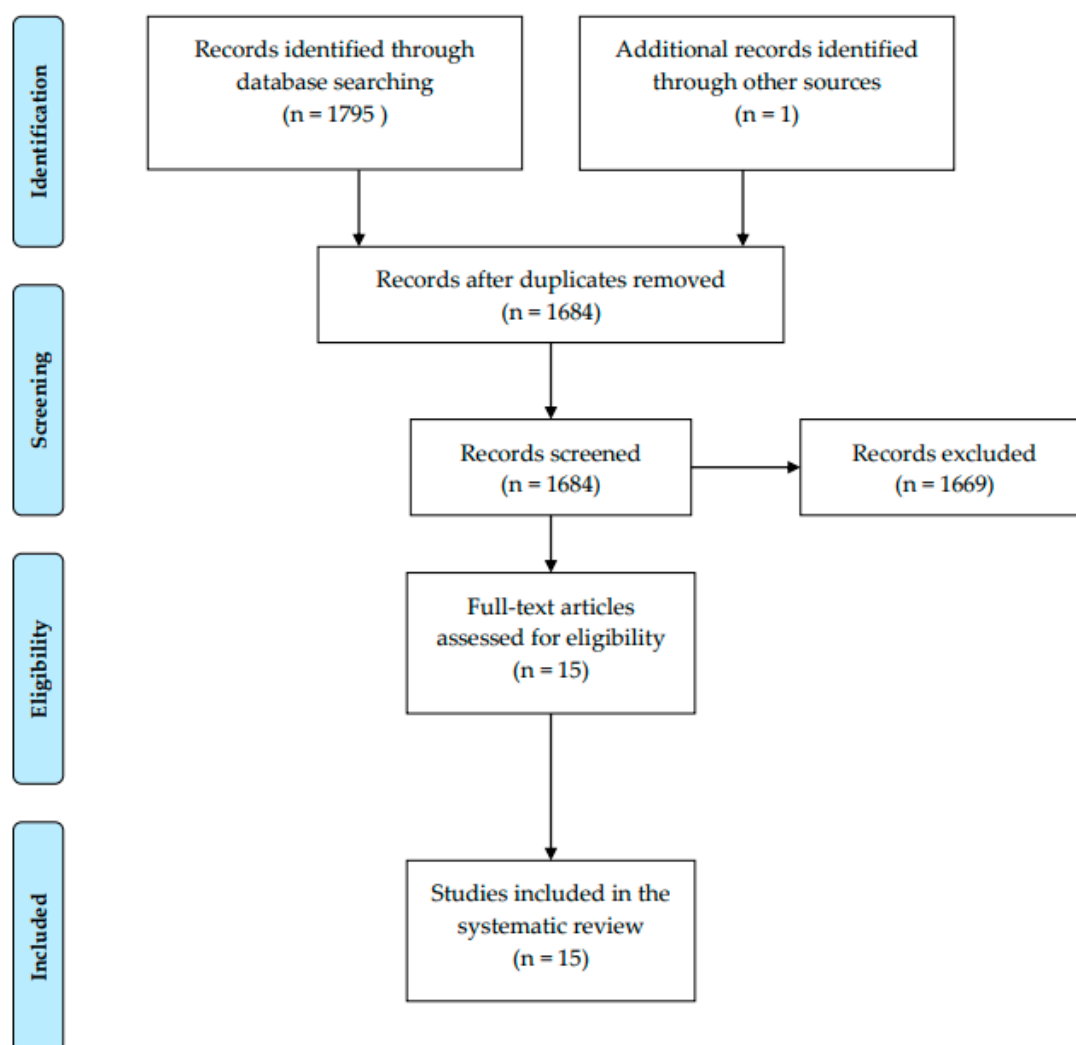 Identification
Records identified through
database searching
(n = 1795 )
Additional records identified
through other sources
(n = 1)
Records after duplicates removed
(n = 1684)
Screening
Records screened
(n = 1684)
Records excluded
(n = 1669)
Eligibility
Full-text articles
assessed for eligibility
(n = 15)
Included
Studies included in the
systematic review
(n = 15)